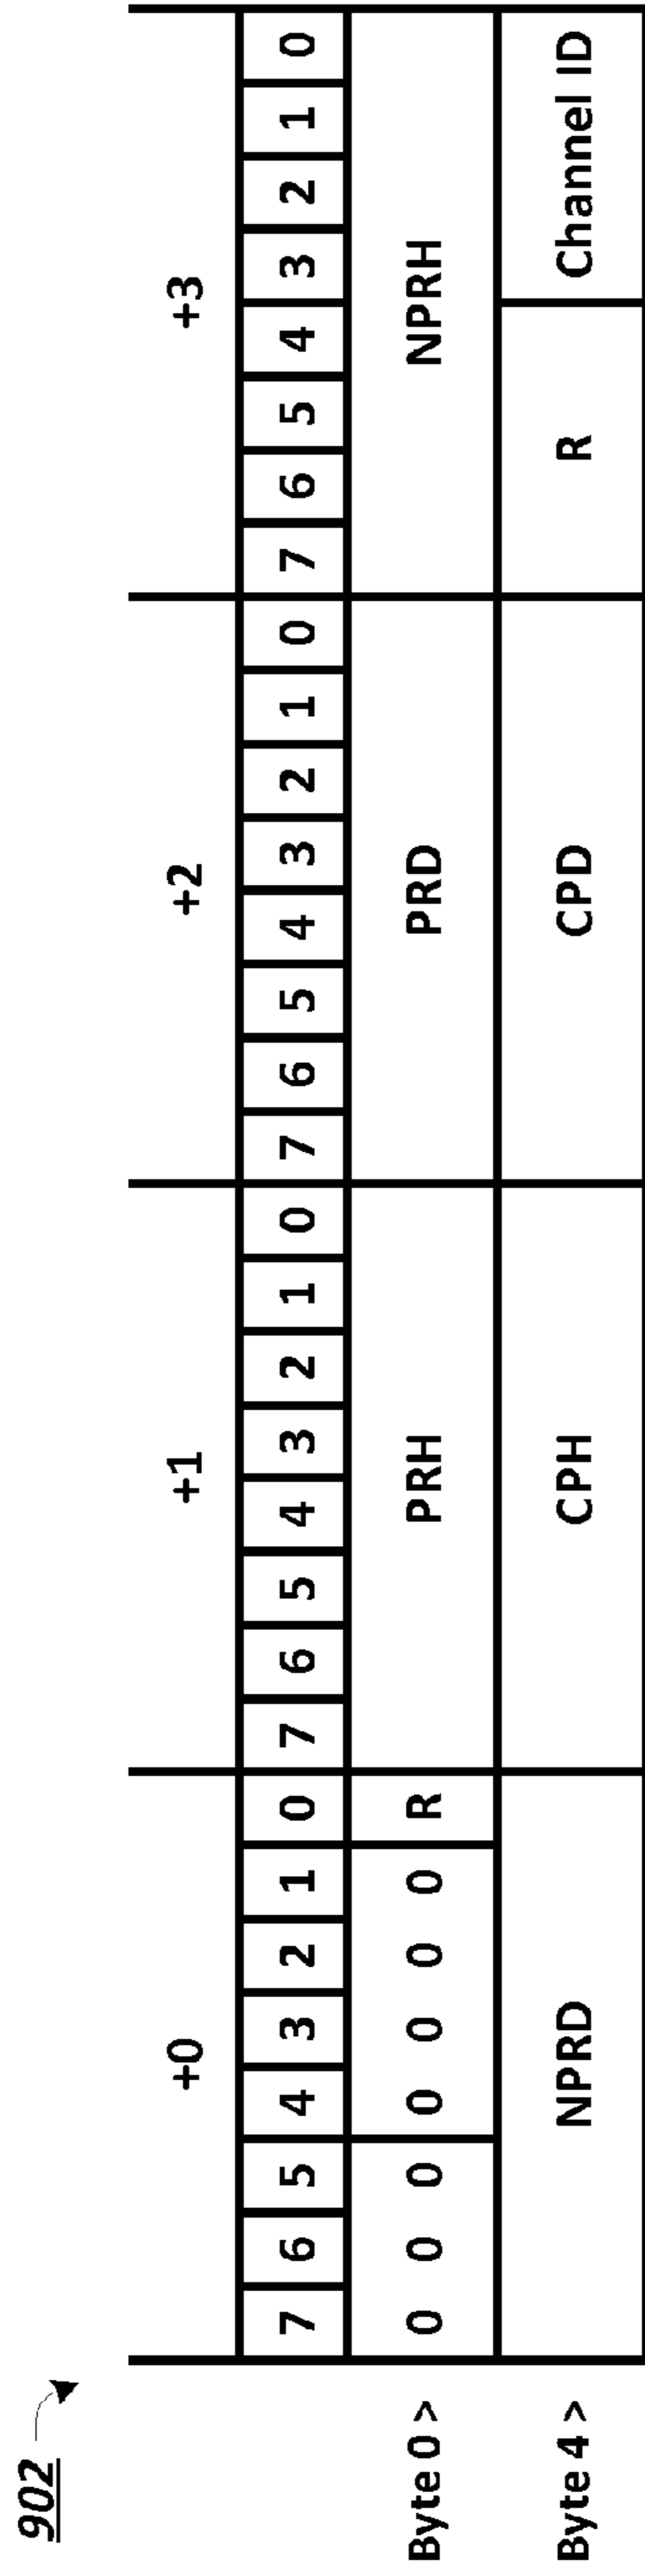 902
+0 +1 +2 +3
7 6 5 4 3 2 1 0 7 6 5 4 3 2 1 0 7 6 5 4 3 2 1 0 7 6 5 4 3 2 1 0
Byte 0 > 0 0 0 0 0 0 0 R PRH PRD NPRH
Byte 4 > NPRD CPH CPD R Channel ID